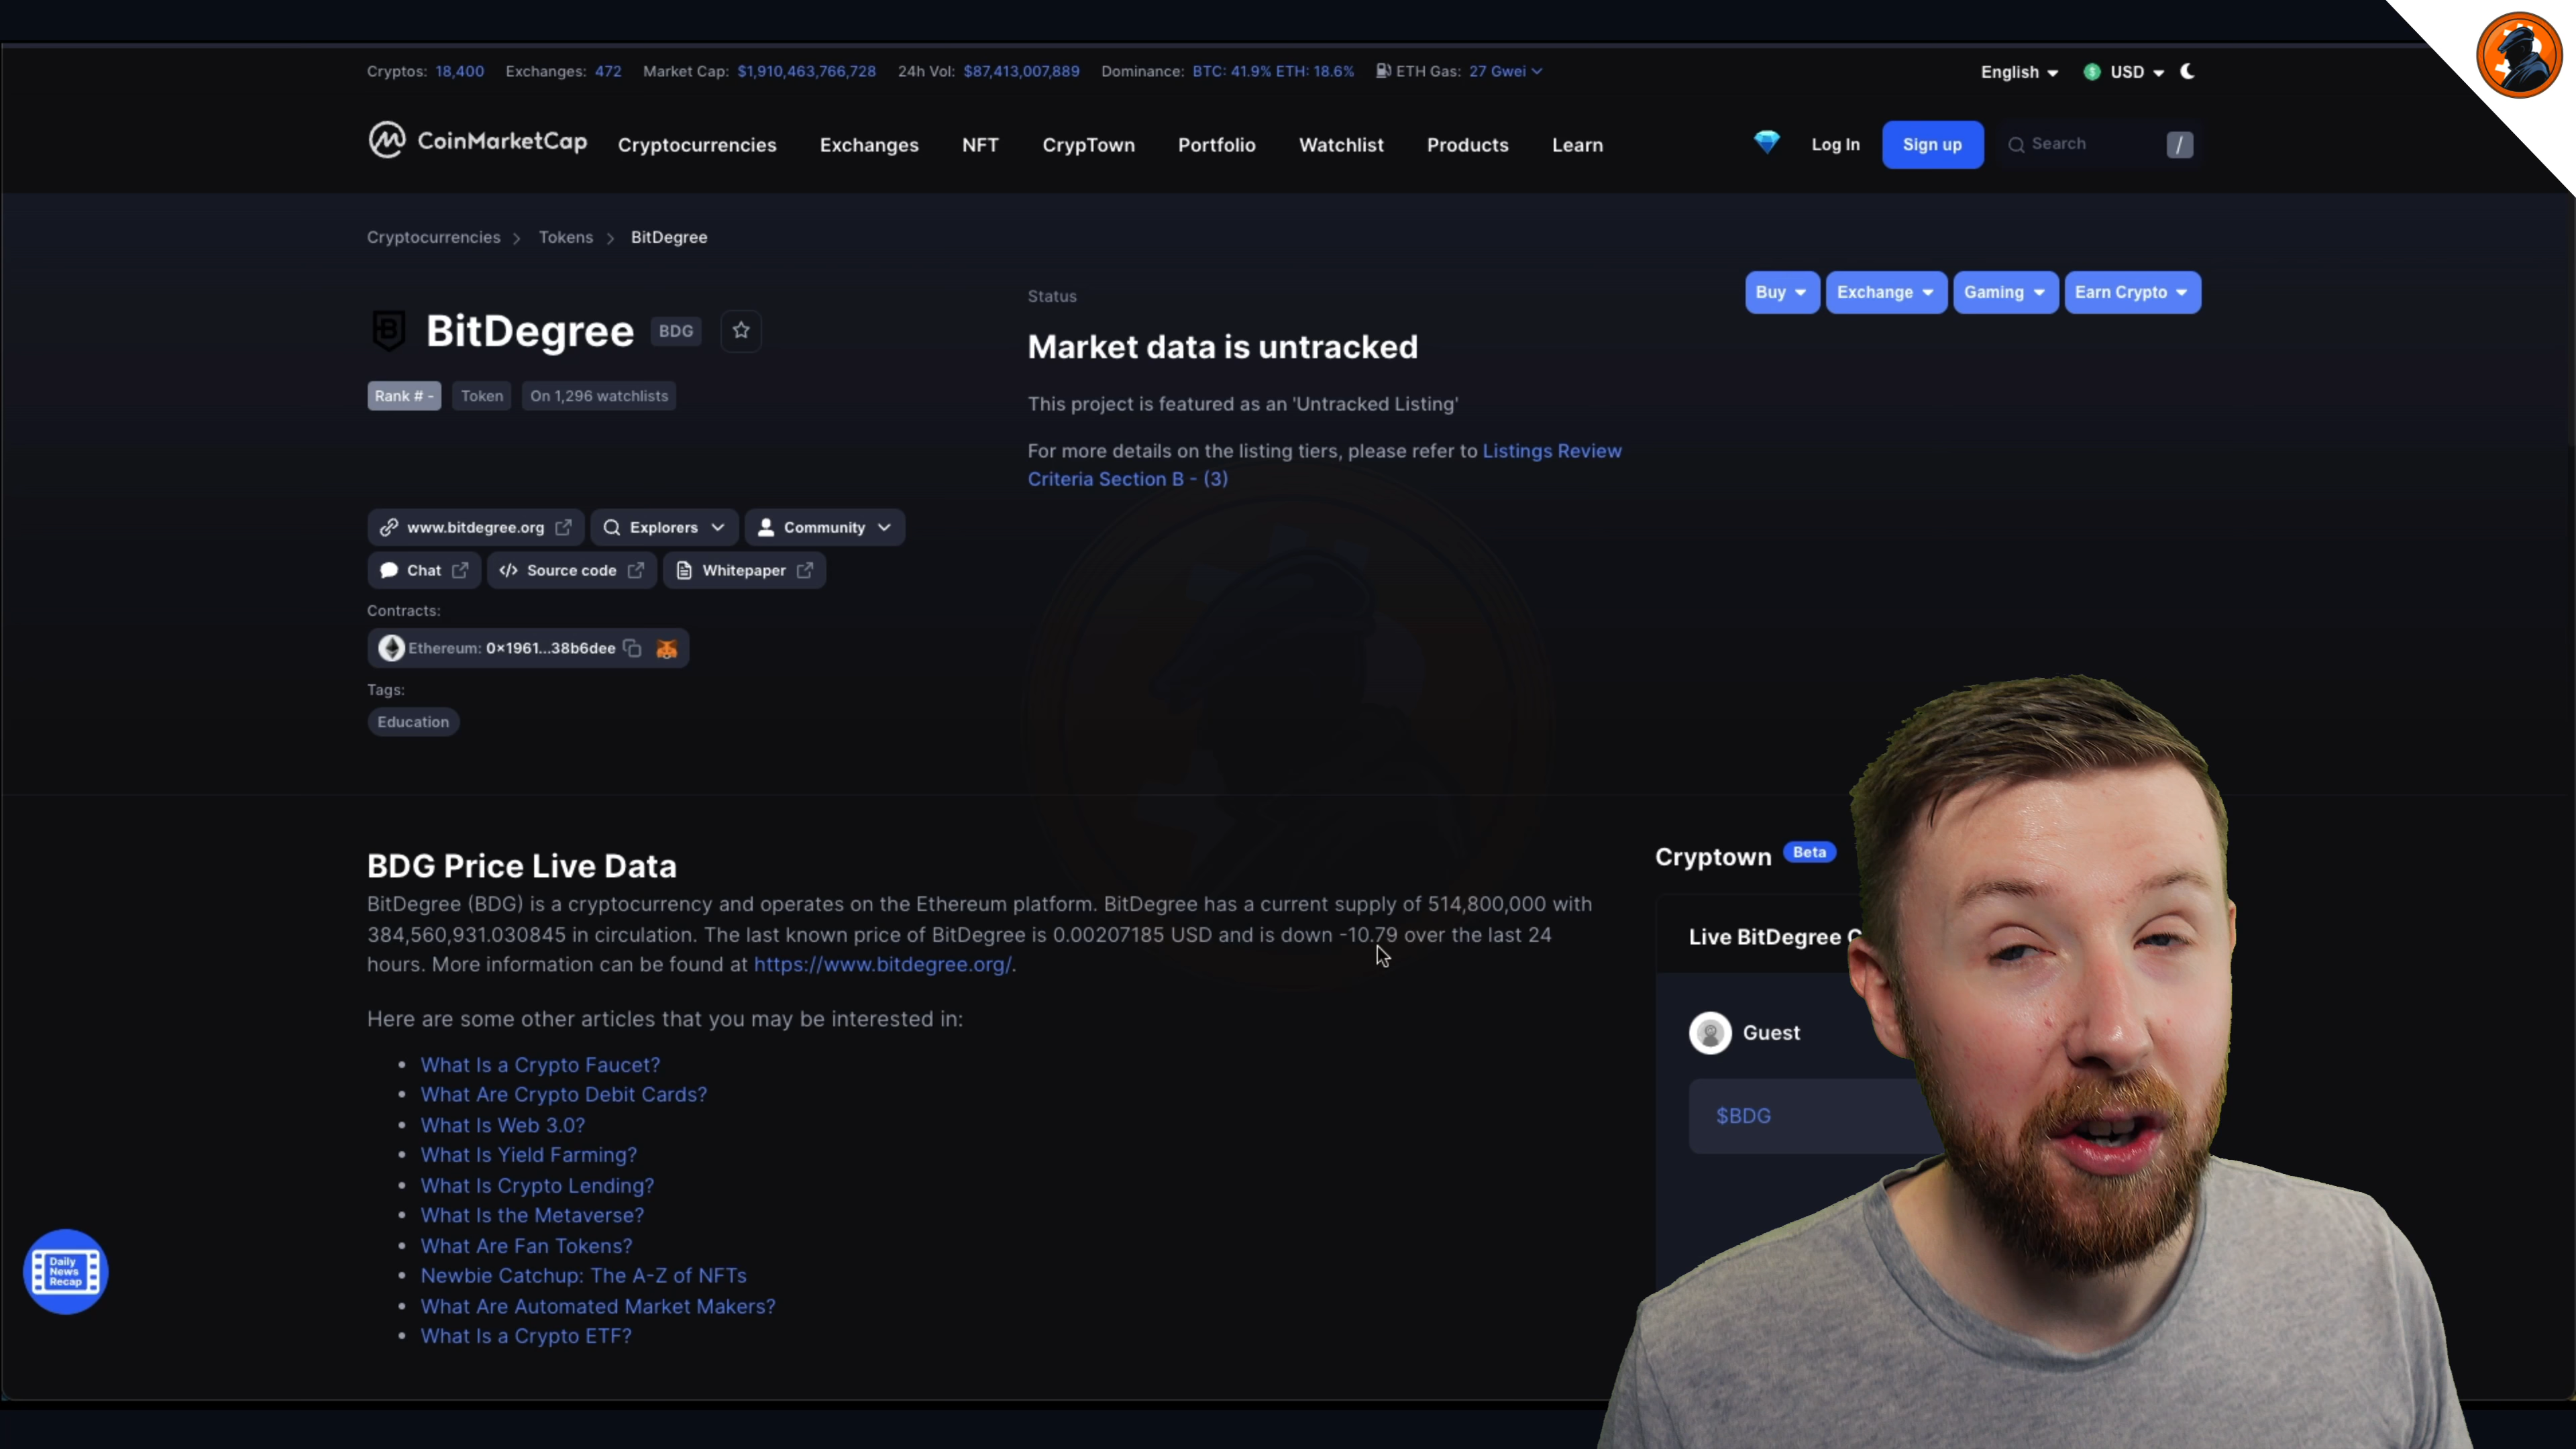 Cryptos: 18,400 Exchanges: 472 Market Cap: $1,910,463,766,728 24h Vol: $87,413,007,889 Dominance: BTC: 41.9% ETH: 18.6% ETH Gas: 27 Gwei English USD
CoinMarketCap Cryptocurrencies Exchanges NFT CrypTown Portfolio Watchlist Products Learn Log In Sign up Search /
Cryptocurrencies > Tokens > BitDegree
Status
Buy Exchange Gaming Earn Crypto
BitDegree BDG
Market data is untracked
Rank # - Token On 1,296 watchlists
This project is featured as an 'Untracked Listing'
For more details on the listing tiers, please refer to Listings Review
Criteria Section B - (3)
www.bitdegree.org Explorers Community
Chat </> Source code Whitepaper
Contracts:
Ethereum: 0x1961...38b6dee
Tags:
Education
BDG Price Live Data
BitDegree (BDG) is a cryptocurrency and operates on the Ethereum platform. BitDegree has a current supply of 514,800,000 with
384,560,931.030845 in circulation. The last known price of BitDegree is 0.00207185 USD and is down -10.79 over the last 24
hours. More information can be found at https://www.bitdegree.org/.
Here are some other articles that you may be interested in:
• What Is a Crypto Faucet?
• What Are Crypto Debit Cards?
• What Is Web 3.0?
• What Is Yield Farming?
• What Is Crypto Lending?
• What Is the Metaverse?
• What Are Fan Tokens?
• Newbie Catchup: The A-Z of NFTs
• What Are Automated Market Makers?
• What Is a Crypto ETF?
Cryptown Beta
Live BitDegree
Guest
$BDG
Daily
News
Recap